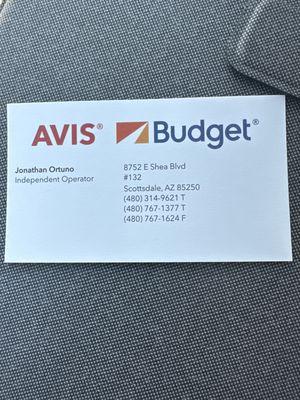 AVIS® Budget®
Jonathan Ortuno
Independent Operator
8752 E Shea Blvd
#132
Scottsdale, AZ 85250
(480) 314-9621 T
(480) 767-1377 T
(480) 767-1624 F